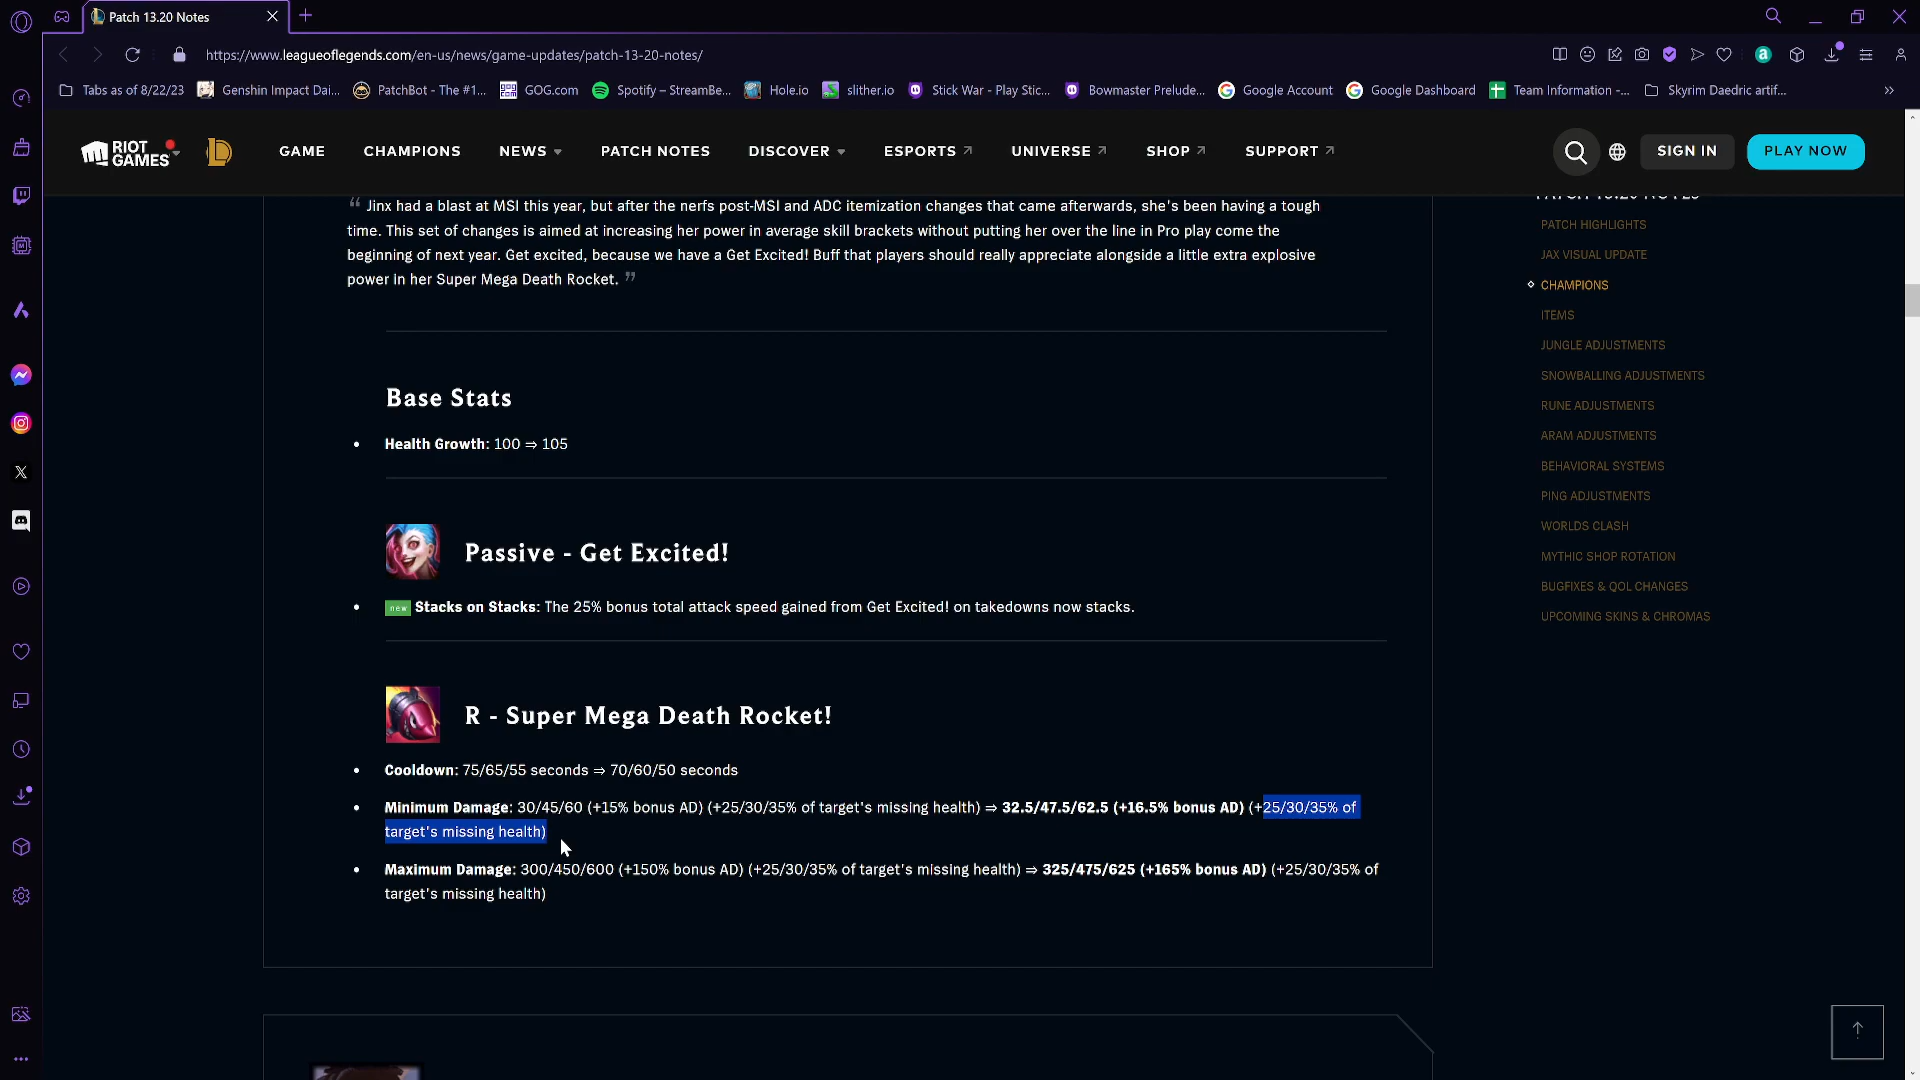 Patch 13.20 Notes
https://www.leagueoflegends.com/en-us/news/game-updates/patch-13-20-notes/
Tabs as of 8/22/23 Genshin Impact Dai... PatchBot - The #1... GOG.com Spotify – StreamBe... Hole.io slither.io Stick War - Play Stic... Bowmaster Prelude... Google Account Google Dashboard Team Information -... Skyrim Daedric artif...
RIOT GAMES GAME CHAMPIONS NEWS PATCH NOTES DISCOVER ESPORTS UNIVERSE SHOP SUPPORT SIGN IN PLAY NOW
PATCH 13.20 NOTES
PATCH HIGHLIGHTS
JAX VISUAL UPDATE
CHAMPIONS
ITEMS
JUNGLE ADJUSTMENTS
SNOWBALLING ADJUSTMENTS
RUNE ADJUSTMENTS
ARAM ADJUSTMENTS
BEHAVIORAL SYSTEMS
PING ADJUSTMENTS
WORLDS CLASH
MYTHIC SHOP ROTATION
BUGFIXES & QOL CHANGES
UPCOMING SKINS & CHROMAS
“ Jinx had a blast at MSI this year, but after the nerfs post-MSI and ADC itemization changes that came afterwards, she's been having a tough
time. This set of changes is aimed at increasing her power in average skill brackets without putting her over the line in Pro play come the
beginning of next year. Get excited, because we have a Get Excited! Buff that players should really appreciate alongside a little extra explosive
power in her Super Mega Death Rocket. ”
Base Stats
• Health Growth: 100 ⇒ 105
Passive - Get Excited!
• new Stacks on Stacks: The 25% bonus total attack speed gained from Get Excited! on takedowns now stacks.
R - Super Mega Death Rocket!
• Cooldown: 75/65/55 seconds ⇒ 70/60/50 seconds
• Minimum Damage: 30/45/60 (+15% bonus AD) (+25/30/35% of target's missing health) ⇒ 32.5/47.5/62.5 (+16.5% bonus AD) (+25/30/35% of
target's missing health)
• Maximum Damage: 300/450/600 (+150% bonus AD) (+25/30/35% of target's missing health) ⇒ 325/475/625 (+165% bonus AD) (+25/30/35% of
target's missing health)